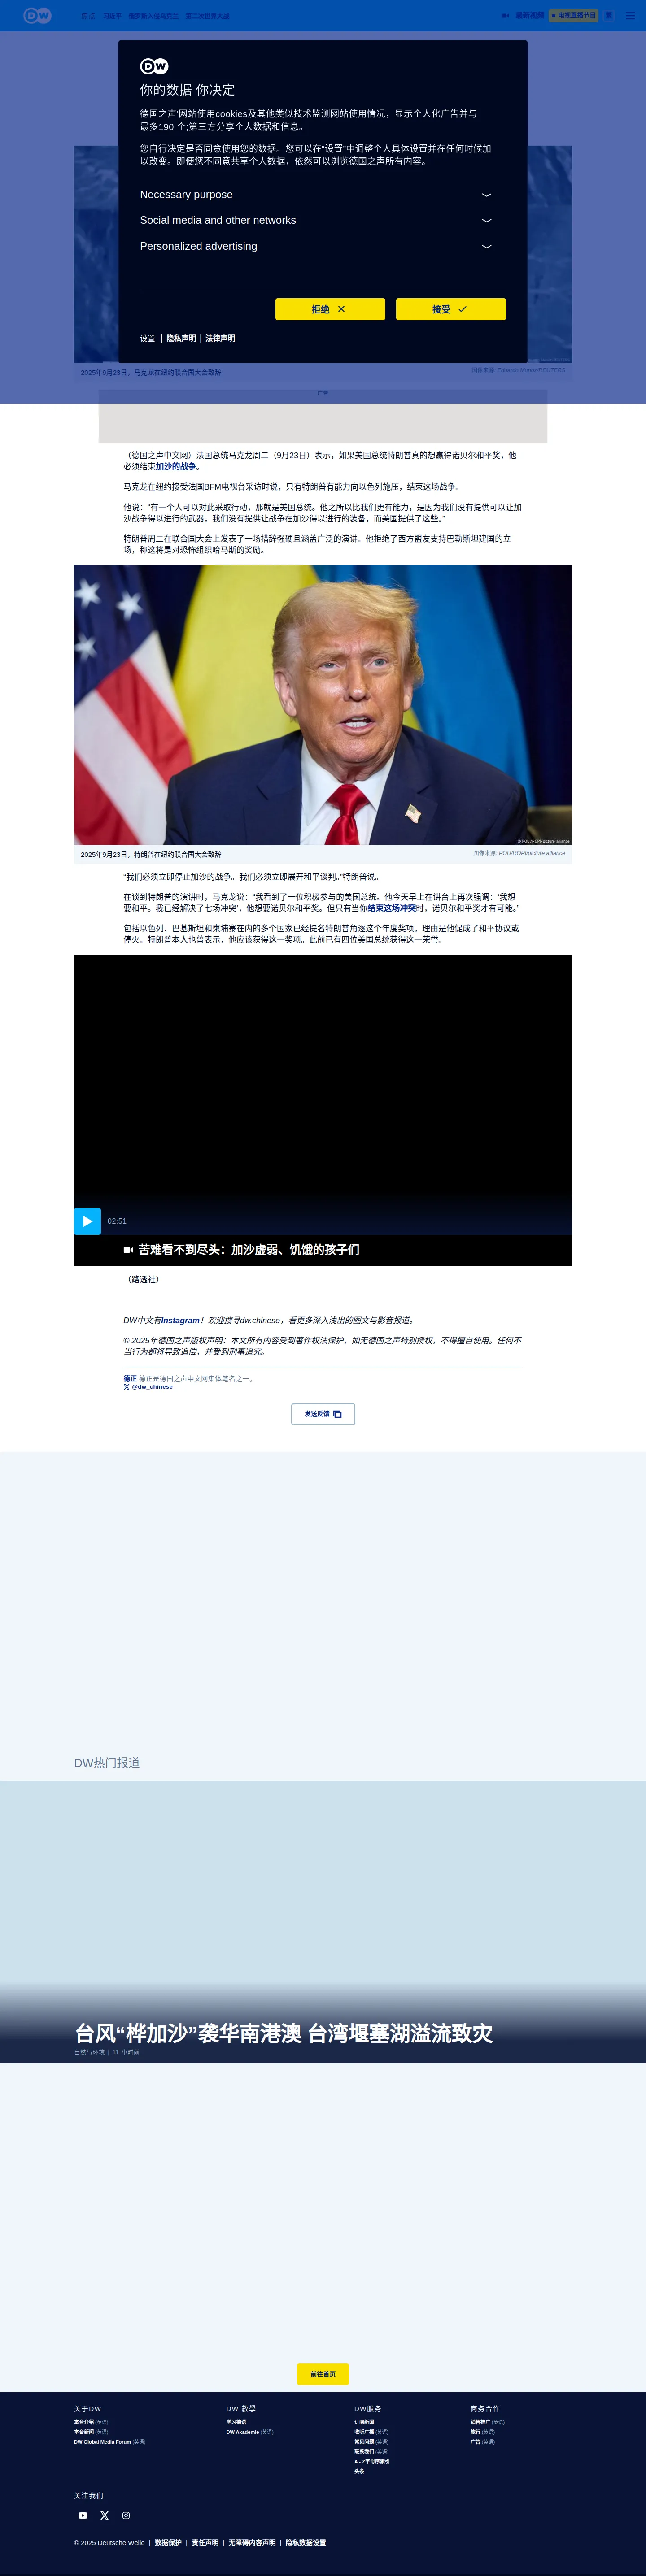 DW
热点 习近平 俄罗斯入侵乌克兰 第二次世界大战
最新视频 电视直播节目 繁
DW
你的数据 你决定
德国之声'网站使用cookies及其他类似技术监测网站使用情况，显示个人化广告并与
最多190 个;第三方分享个人数据和信息。
您自行决定是否同意使用您的数据。您可以在“设置”中调整个人具体设置并在任何时候加
以改变。即便您不同意共享个人数据，依然可以浏览德国之声所有内容。
Necessary purpose
Social media and other networks
Personalized advertising
拒绝
接受
设置 | 隐私声明 | 法律声明
2025年9月23日，马克龙在纽约联合国大会致辞
图像来源: Eduardo Munoz/REUTERS
广告
（德国之声中文网）法国总统马克龙周二（9月23日）表示，如果美国总统特朗普真的想赢得诺贝尔和平奖，他
必须结束加沙的战争。
马克龙在纽约接受法国BFM电视台采访时说，只有特朗普有能力向以色列施压，结束这场战争。
他说：“有一个人可以对此采取行动，那就是美国总统。他之所以比我们更有能力，是因为我们没有提供可以让加
沙战争得以进行的武器，我们没有提供让战争在加沙得以进行的装备，而美国提供了这些。”
特朗普周二在联合国大会上发表了一场措辞强硬且涵盖广泛的演讲。他拒绝了西方盟友支持巴勒斯坦建国的立
场，称这将是对恐怖组织哈马斯的奖励。
© POU/ROPI/picture alliance
2025年9月23日，特朗普在纽约联合国大会致辞
图像来源: POU/ROPI/picture alliance
“我们必须立即停止加沙的战争。我们必须立即展开和平谈判。”特朗普说。
在谈到特朗普的演讲时，马克龙说：“我看到了一位积极参与的美国总统。他今天早上在讲台上再次强调：‘我想
要和平。我已经解决了七场冲突’，他想要诺贝尔和平奖。但只有当你结束这场冲突时，诺贝尔和平奖才有可能。”
包括以色列、巴基斯坦和柬埔寨在内的多个国家已经提名特朗普角逐这个年度奖项，理由是他促成了和平协议或
停火。特朗普本人也曾表示，他应该获得这一奖项。此前已有四位美国总统获得这一荣誉。
02:51
苦难看不到尽头：加沙虚弱、饥饿的孩子们
（路透社）
DW中文有Instagram！欢迎搜寻dw.chinese，看更多深入浅出的图文与影音报道。
© 2025年德国之声版权声明：本文所有内容受到著作权法保护，如无德国之声特别授权，不得擅自使用。任何不
当行为都将导致追偿，并受到刑事追究。
德正 德正是德国之声中文网集体笔名之一。
@dw_chinese
发送反馈
DW热门报道
台风“桦加沙”袭华南港澳 台湾堰塞湖溢流致灾
自然与环境 | 11 小时前
前往首页
关于DW
本台介绍 (英语)
本台新闻 (英语)
DW Global Media Forum (英语)
DW 教學
学习德语
DW Akademie (英语)
DW服务
订阅新闻
收听广播 (英语)
常见问题 (英语)
联系我们 (英语)
A - Z字母序索引
头条
商务合作
销售推广 (英语)
旅行 (英语)
广告 (英语)
关注我们
© 2025 Deutsche Welle | 数据保护 | 责任声明 | 无障碍内容声明 | 隐私数据设置